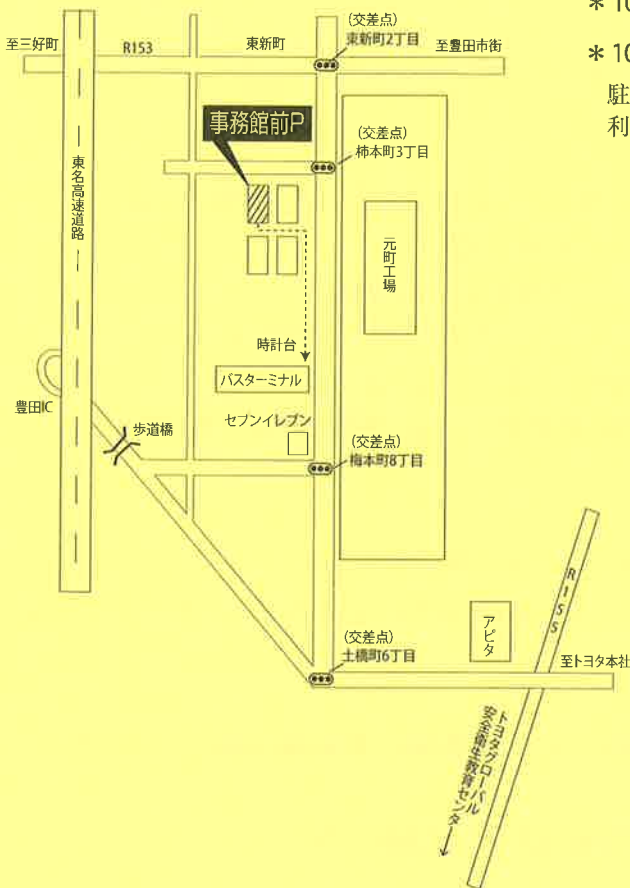 (交差点)
東新町2丁目
至三好町
R153
東新町
至豊田市街
* 10
* 10
駐
利
事務館前P
(交差点)
柿本町3丁目
東名高速道路
元町工場
時計台
バスターミナル
豊田IC
歩道橋
セブンイレブン
(交差点)
梅本町8丁目
R155
アピタ
(交差点)
土橋町6丁目
至トヨタ本社
トヨタグローバル
安全衛生教育センター